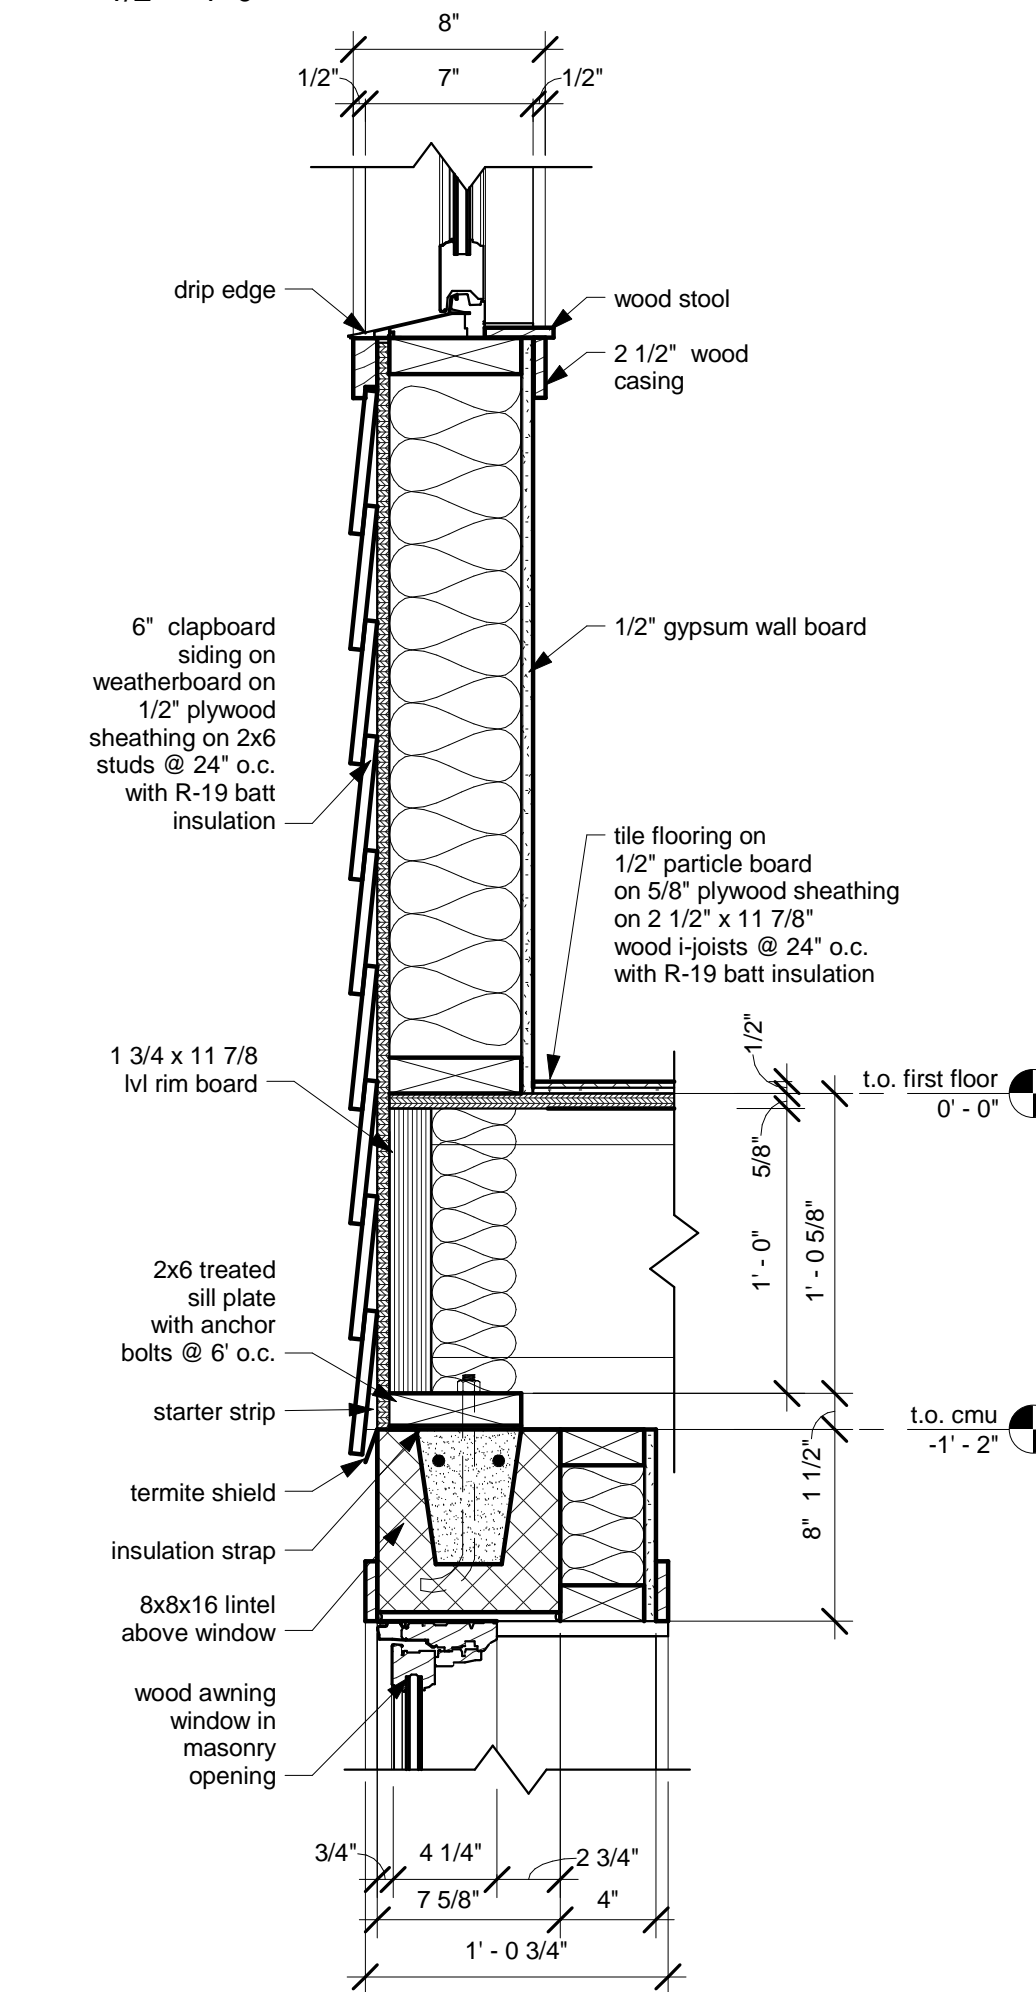 8"
1/2"
7"
1/2"
drip edge
wood stool
2 1/2" wood
casing
6" clapboard
siding on
weatherboard on
1/2" plywood
sheathing on 2x6
studs @ 24" o.c.
with R-19 batt
insulation
1/2" gypsum wall board
tile flooring on
1/2" particle board
on 5/8" plywood sheathing
on 2 1/2" x 11 7/8"
wood i-joists @ 24" o.c.
with R-19 batt insulation
1 3/4 x 11 7/8
lvl rim board
1/2"
t.o. first floor
0' - 0"
5/8"
1' - 0"
1' - 0 5/8"
2x6 treated
sill plate
with anchor
bolts @ 6' o.c.
starter strip
t.o. cmu
-1' - 2"
1 1/2"
8"
termite shield
insulation strap
8x8x16 lintel
above window
wood awning
window in
masonry
opening
3/4"
4 1/4"
2 3/4"
7 5/8"
4"
1' - 0 3/4"